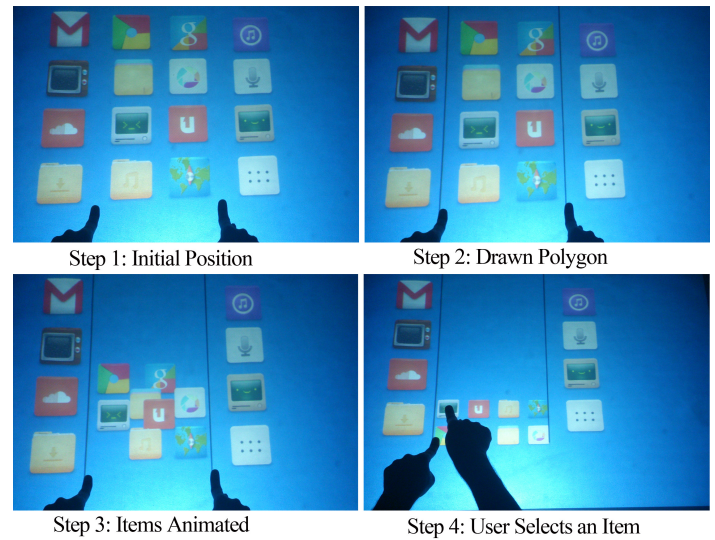 Step 1: Initial Position
Step 2: Drawn Polygon
Step 3: Items Animated
Step 4: User Selects an Item